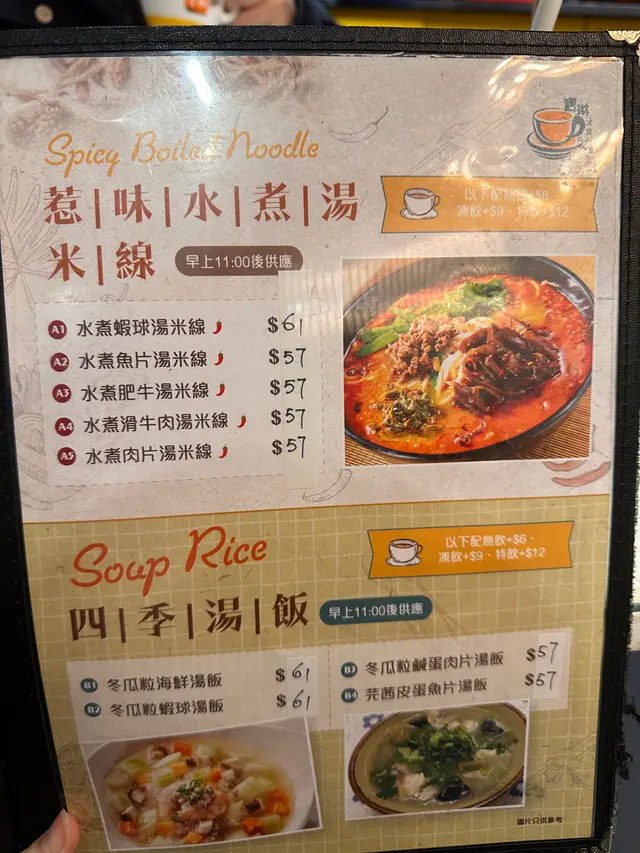 Spicy Boiled Noodle
惹|味|水|煮|湯
米|線
早上11:00後供應
以下配熱飲+$6、
凍飲+$9、特飲+$12
A1 水煮蝦球湯米線 $61
A2 水煮魚片湯米線 $57
A3 水煮肥牛湯米線 $57
A4 水煮滑牛肉湯米線 $57
A5 水煮肉片湯米線 $57
Soup Rice
四|季|湯|飯
早上11:00後供應
以下配熱飲+$6、
凍飲+$9、特飲+$12
B1 冬瓜粒海鮮湯飯 $61
B2 冬瓜粒蝦球湯飯 $61
B3 冬瓜粒鹹蛋肉片湯飯 $57
B4 芫茜皮蛋魚片湯飯 $57
圖片只供參考